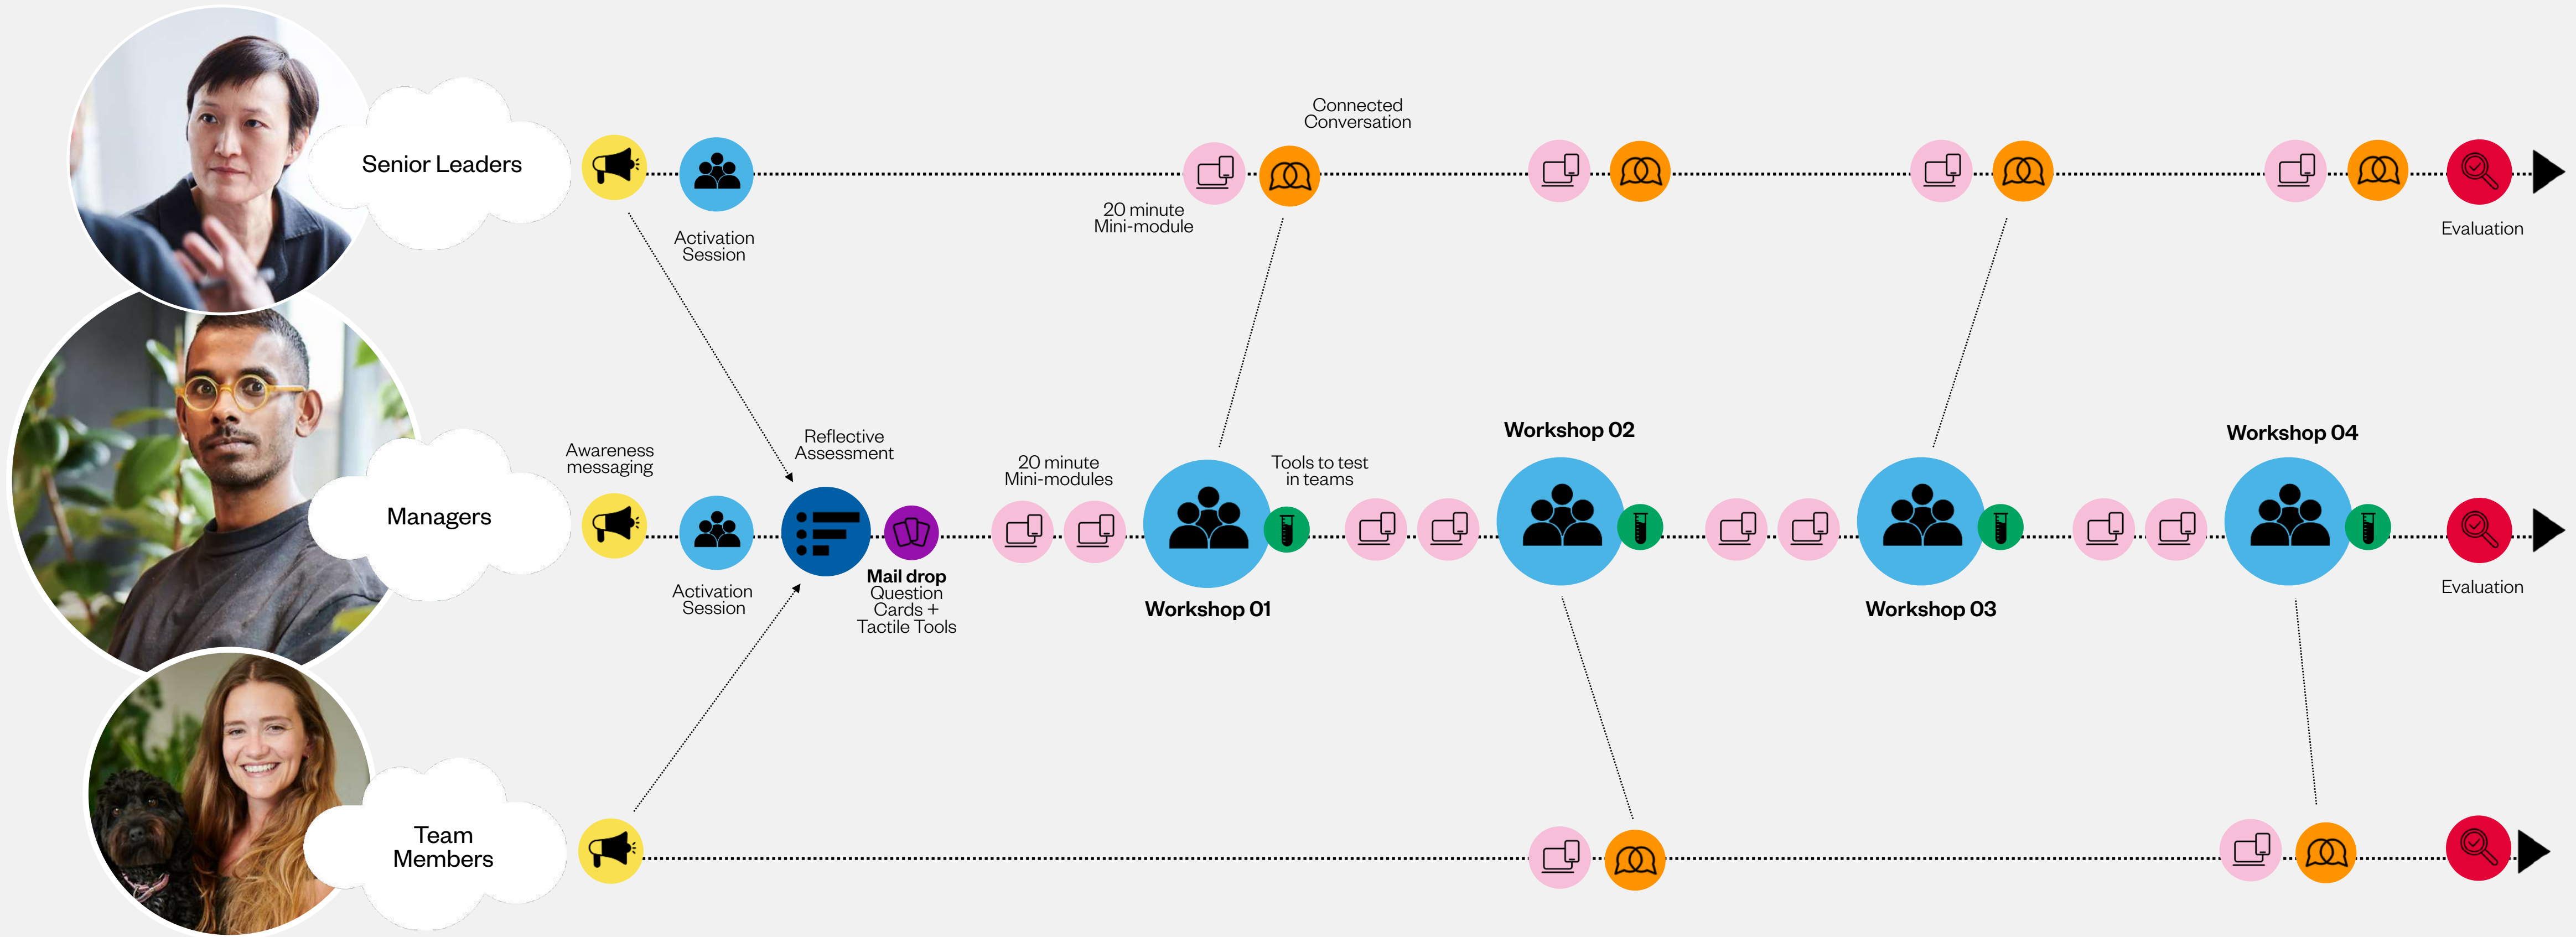 Connected
Conversation
Senior Leaders
20 minute
Mini-module
Activation
Session
Evaluation
Workshop 02
Workshop 04
Awareness
messaging
Reflective
Assessment
20 minute
Mini-modules
Tools to test
in teams
Managers
Activation
Session
Mail drop
Question
Cards +
Tactile Tools
Workshop 01
Workshop 03
Evaluation
Team
Members